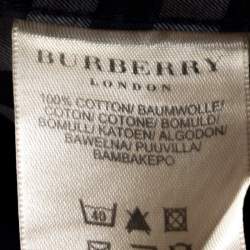 BURBERRY
LONDON
100% COTTON/ BAUMWOLLE/
COTON/ COTONE/ BOMULD/
BOMULL/ KATOEN/ ALGODON/
BAWELNA/ PUUVILLA/
BAMBAKEPO
40